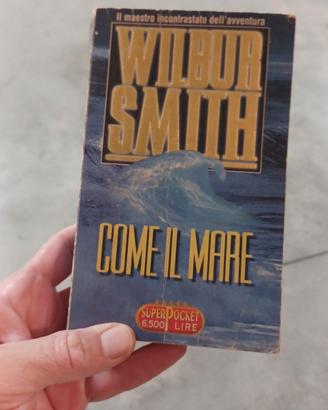 Il maestro incontrastato dell'avventura
WILBUR
SMITH
COME IL MARE
SUPERPOCKET
6.500 LIRE